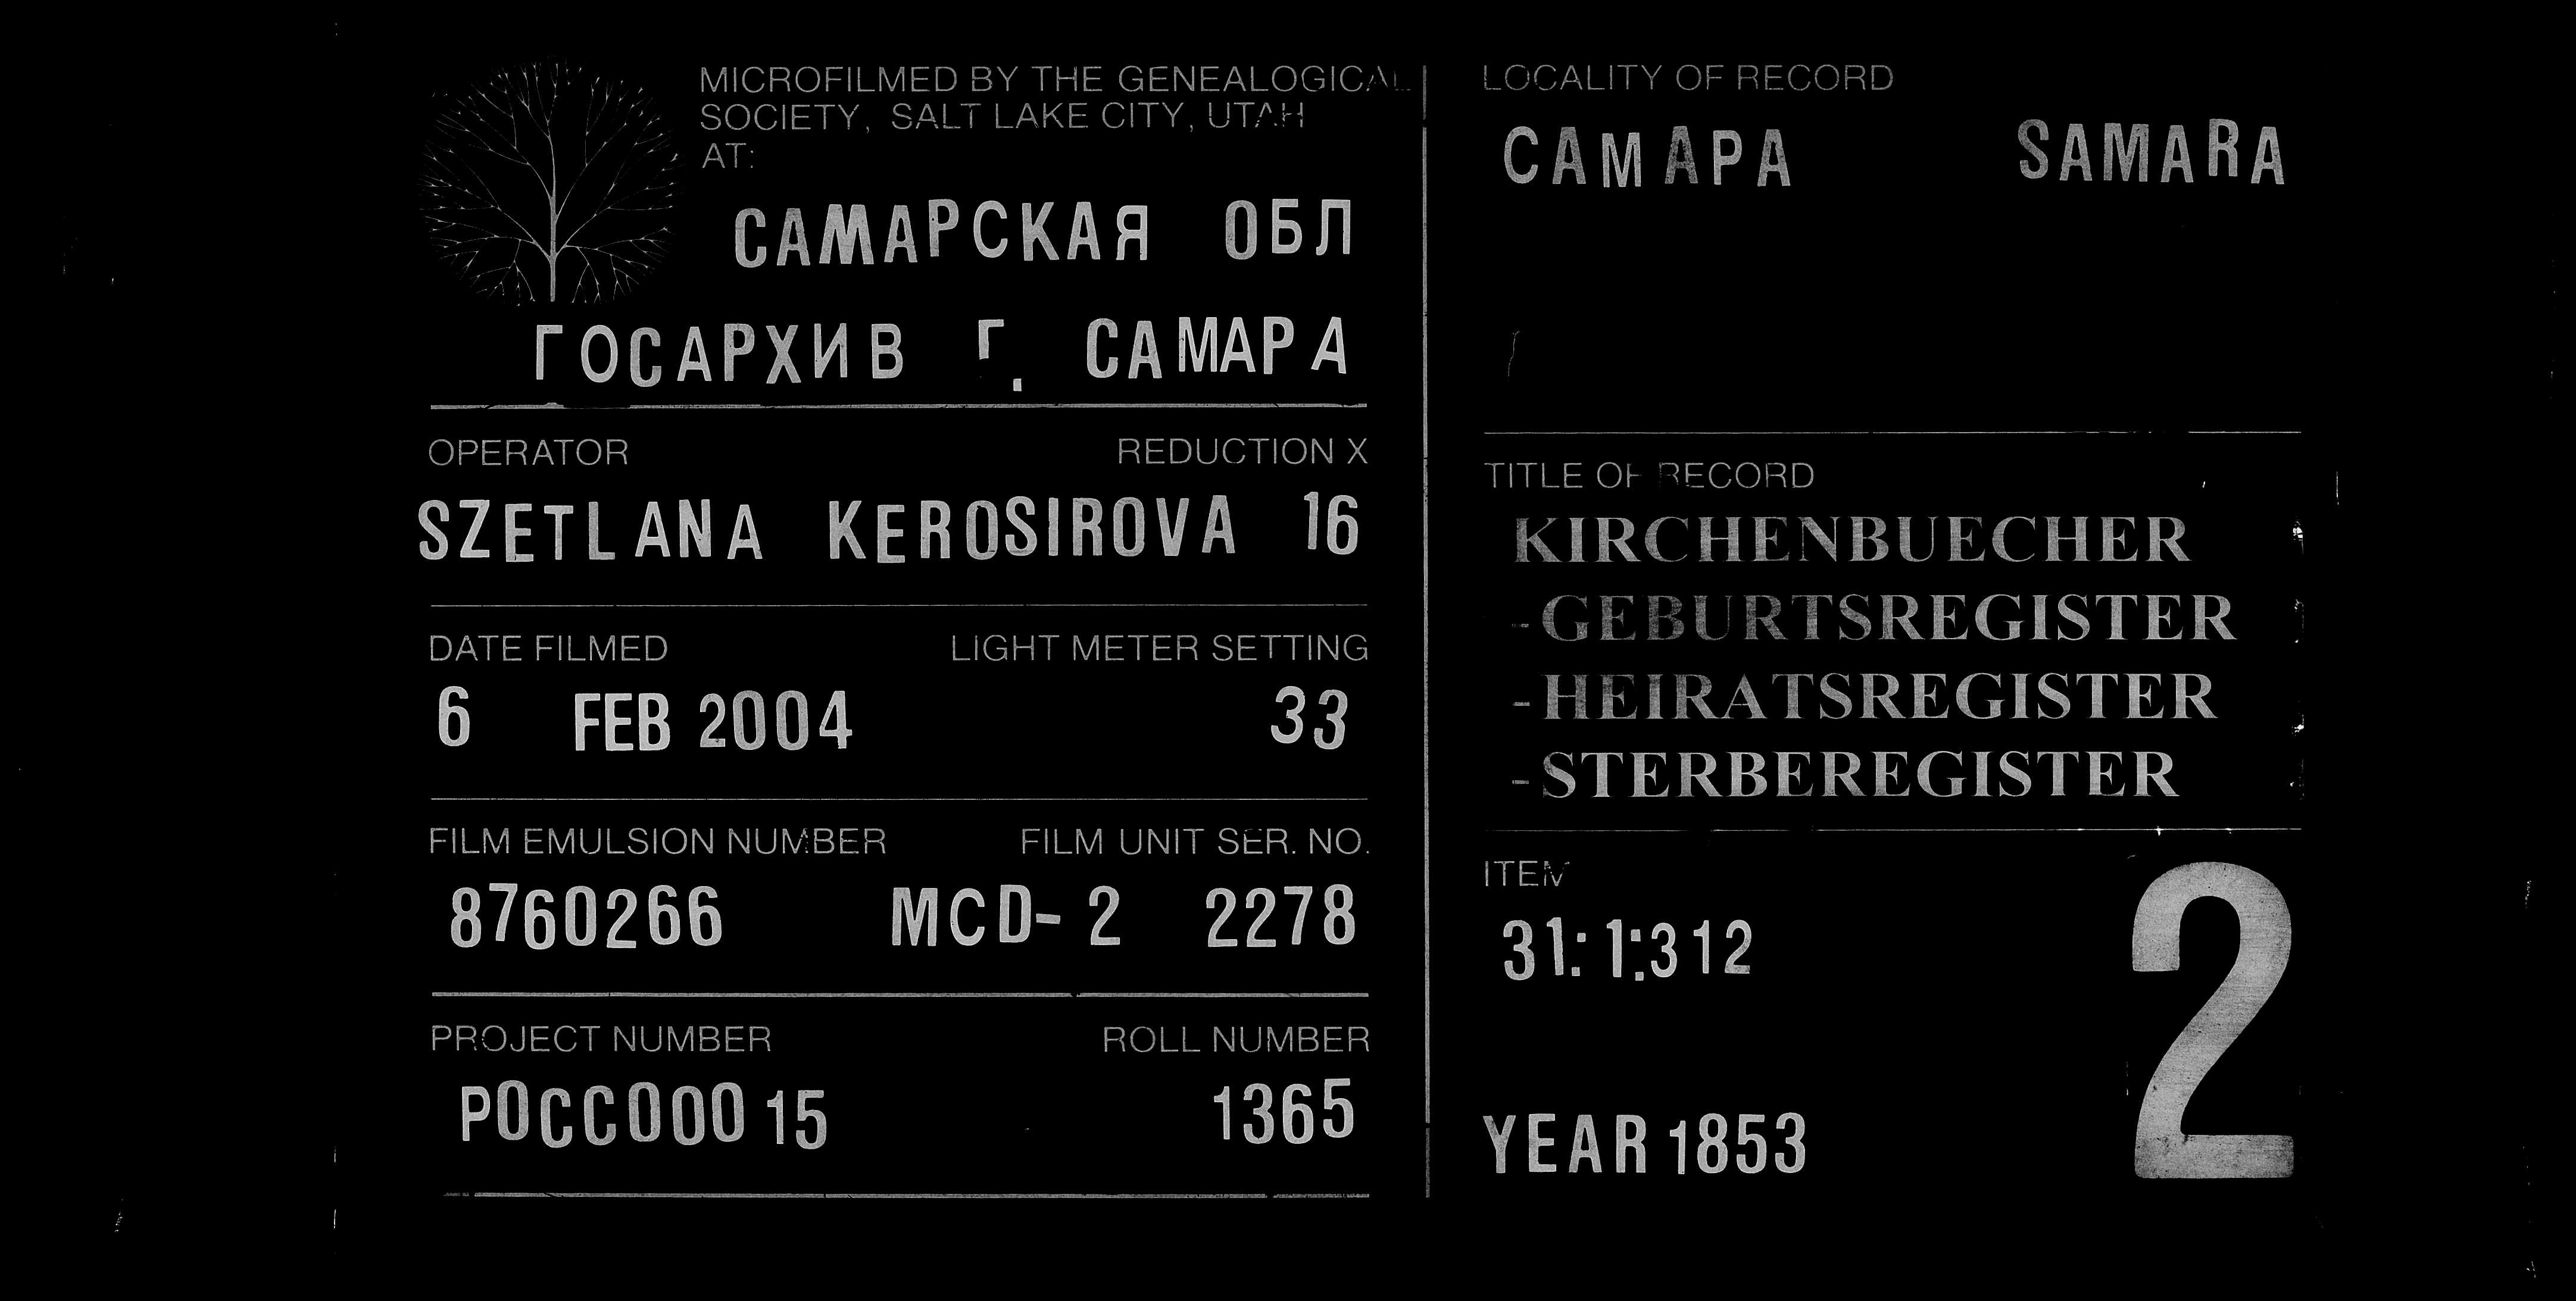 MICROFILMED BY THE GENEALOGICAL
SOCIETY, SALT LAKE CITY, UTAH
AT:
САМАРСКАЯ ОБЛ
ГОСАРХИВ Г. САМАРА
OPERATOR REDUCTION X
SZETLANA KEROSIROVA 16
DATE FILMED LIGHT METER SETTING
6 FEB 2004 33
FILM EMULSION NUMBER FILM UNIT SER. NO.
8760266 MCD- 2 2278
PROJECT NUMBER ROLL NUMBER
РОСС00015 1365
LOCALITY OF RECORD
САМАРА SAMARA
TITLE OF RECORD
KIRCHENBUECHER
-GEBURTSREGISTER
-HEIRATSREGISTER
-STERBEREGISTER
ITEM
31:1:312
2
YEAR 1853